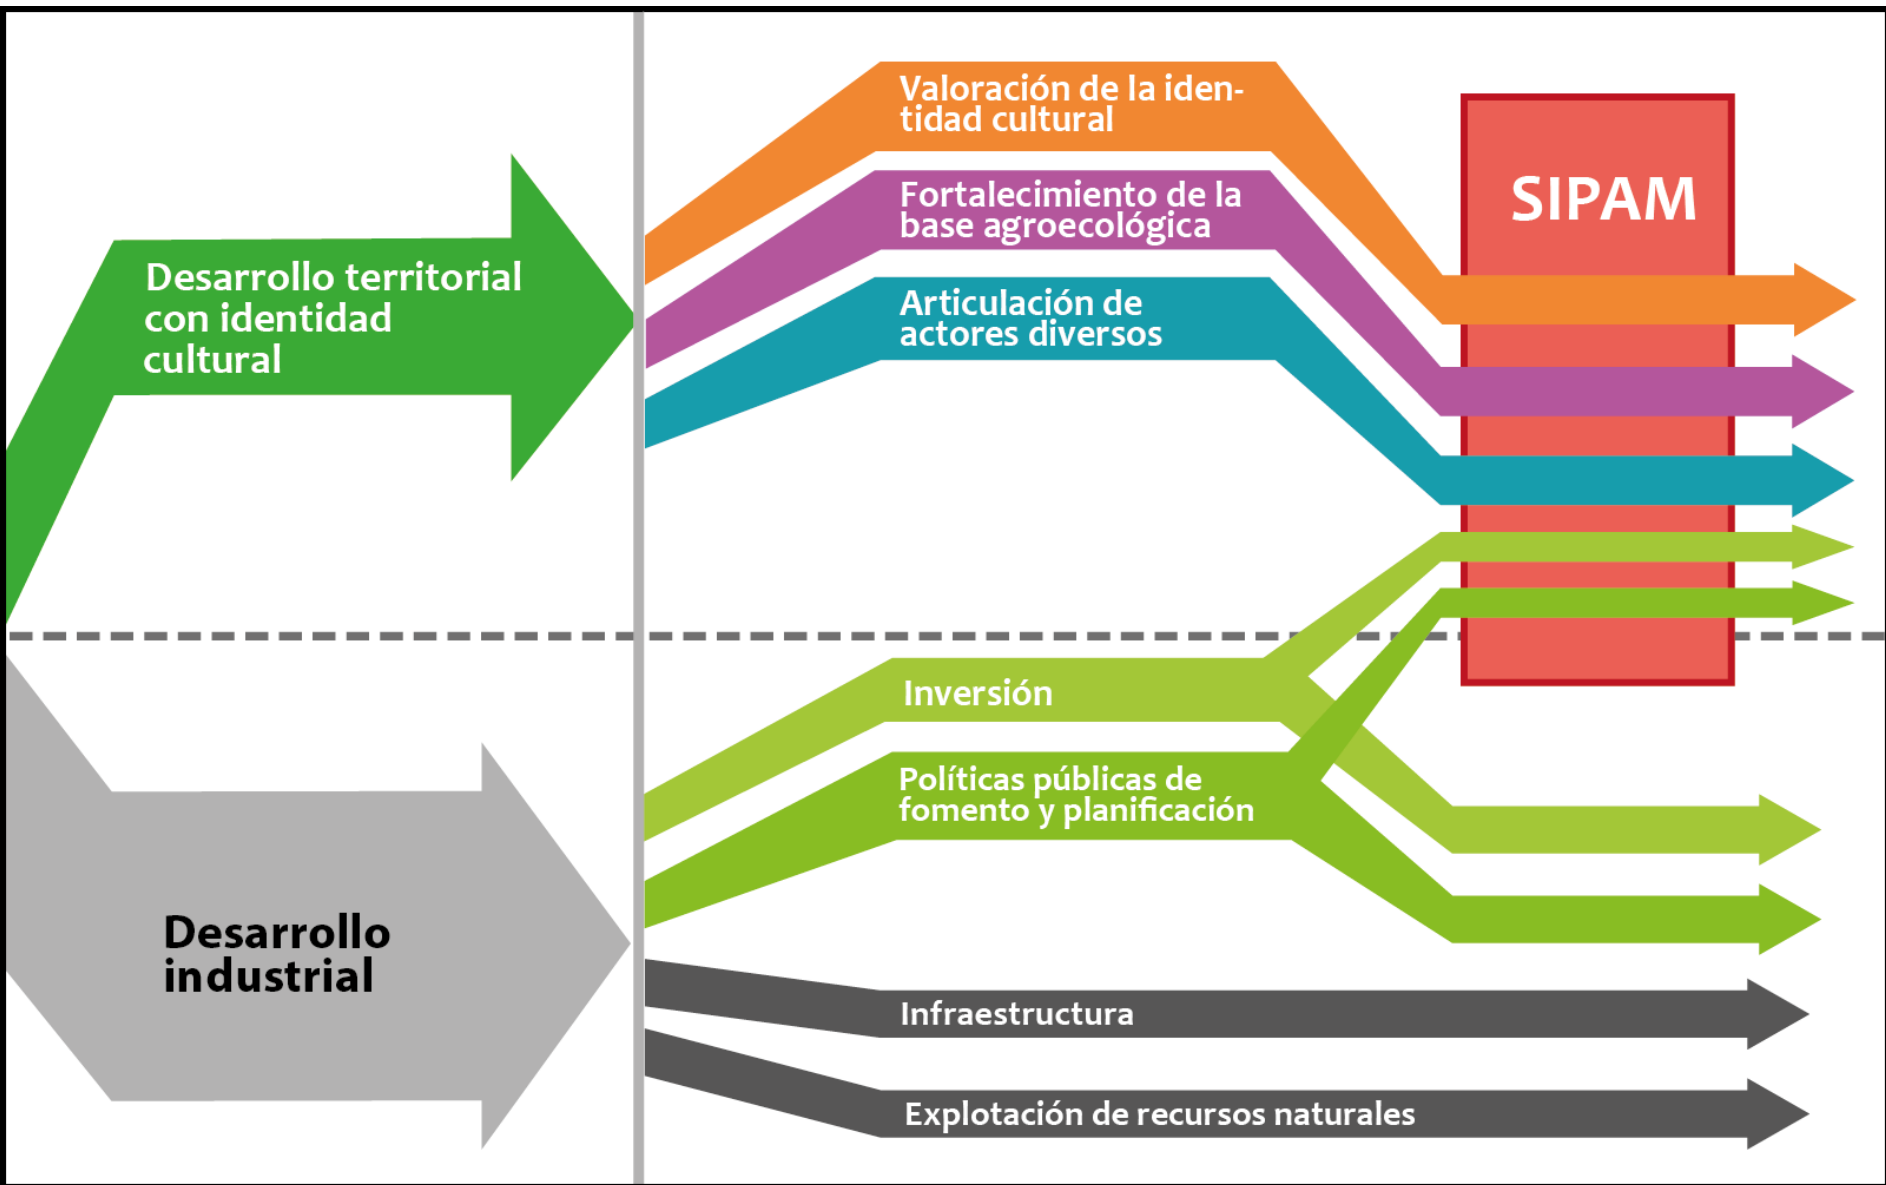 Valoración de la iden-
tidad cultural
Fortalecimiento de la
base agroecológica
SIPAM
Desarrollo territorial
con identidad
cultural
Articulación de
actores diversos
Inversión
Políticas públicas de
fomento y planificación
Desarrollo
industrial
Infraestructura
Explotación de recursos naturales